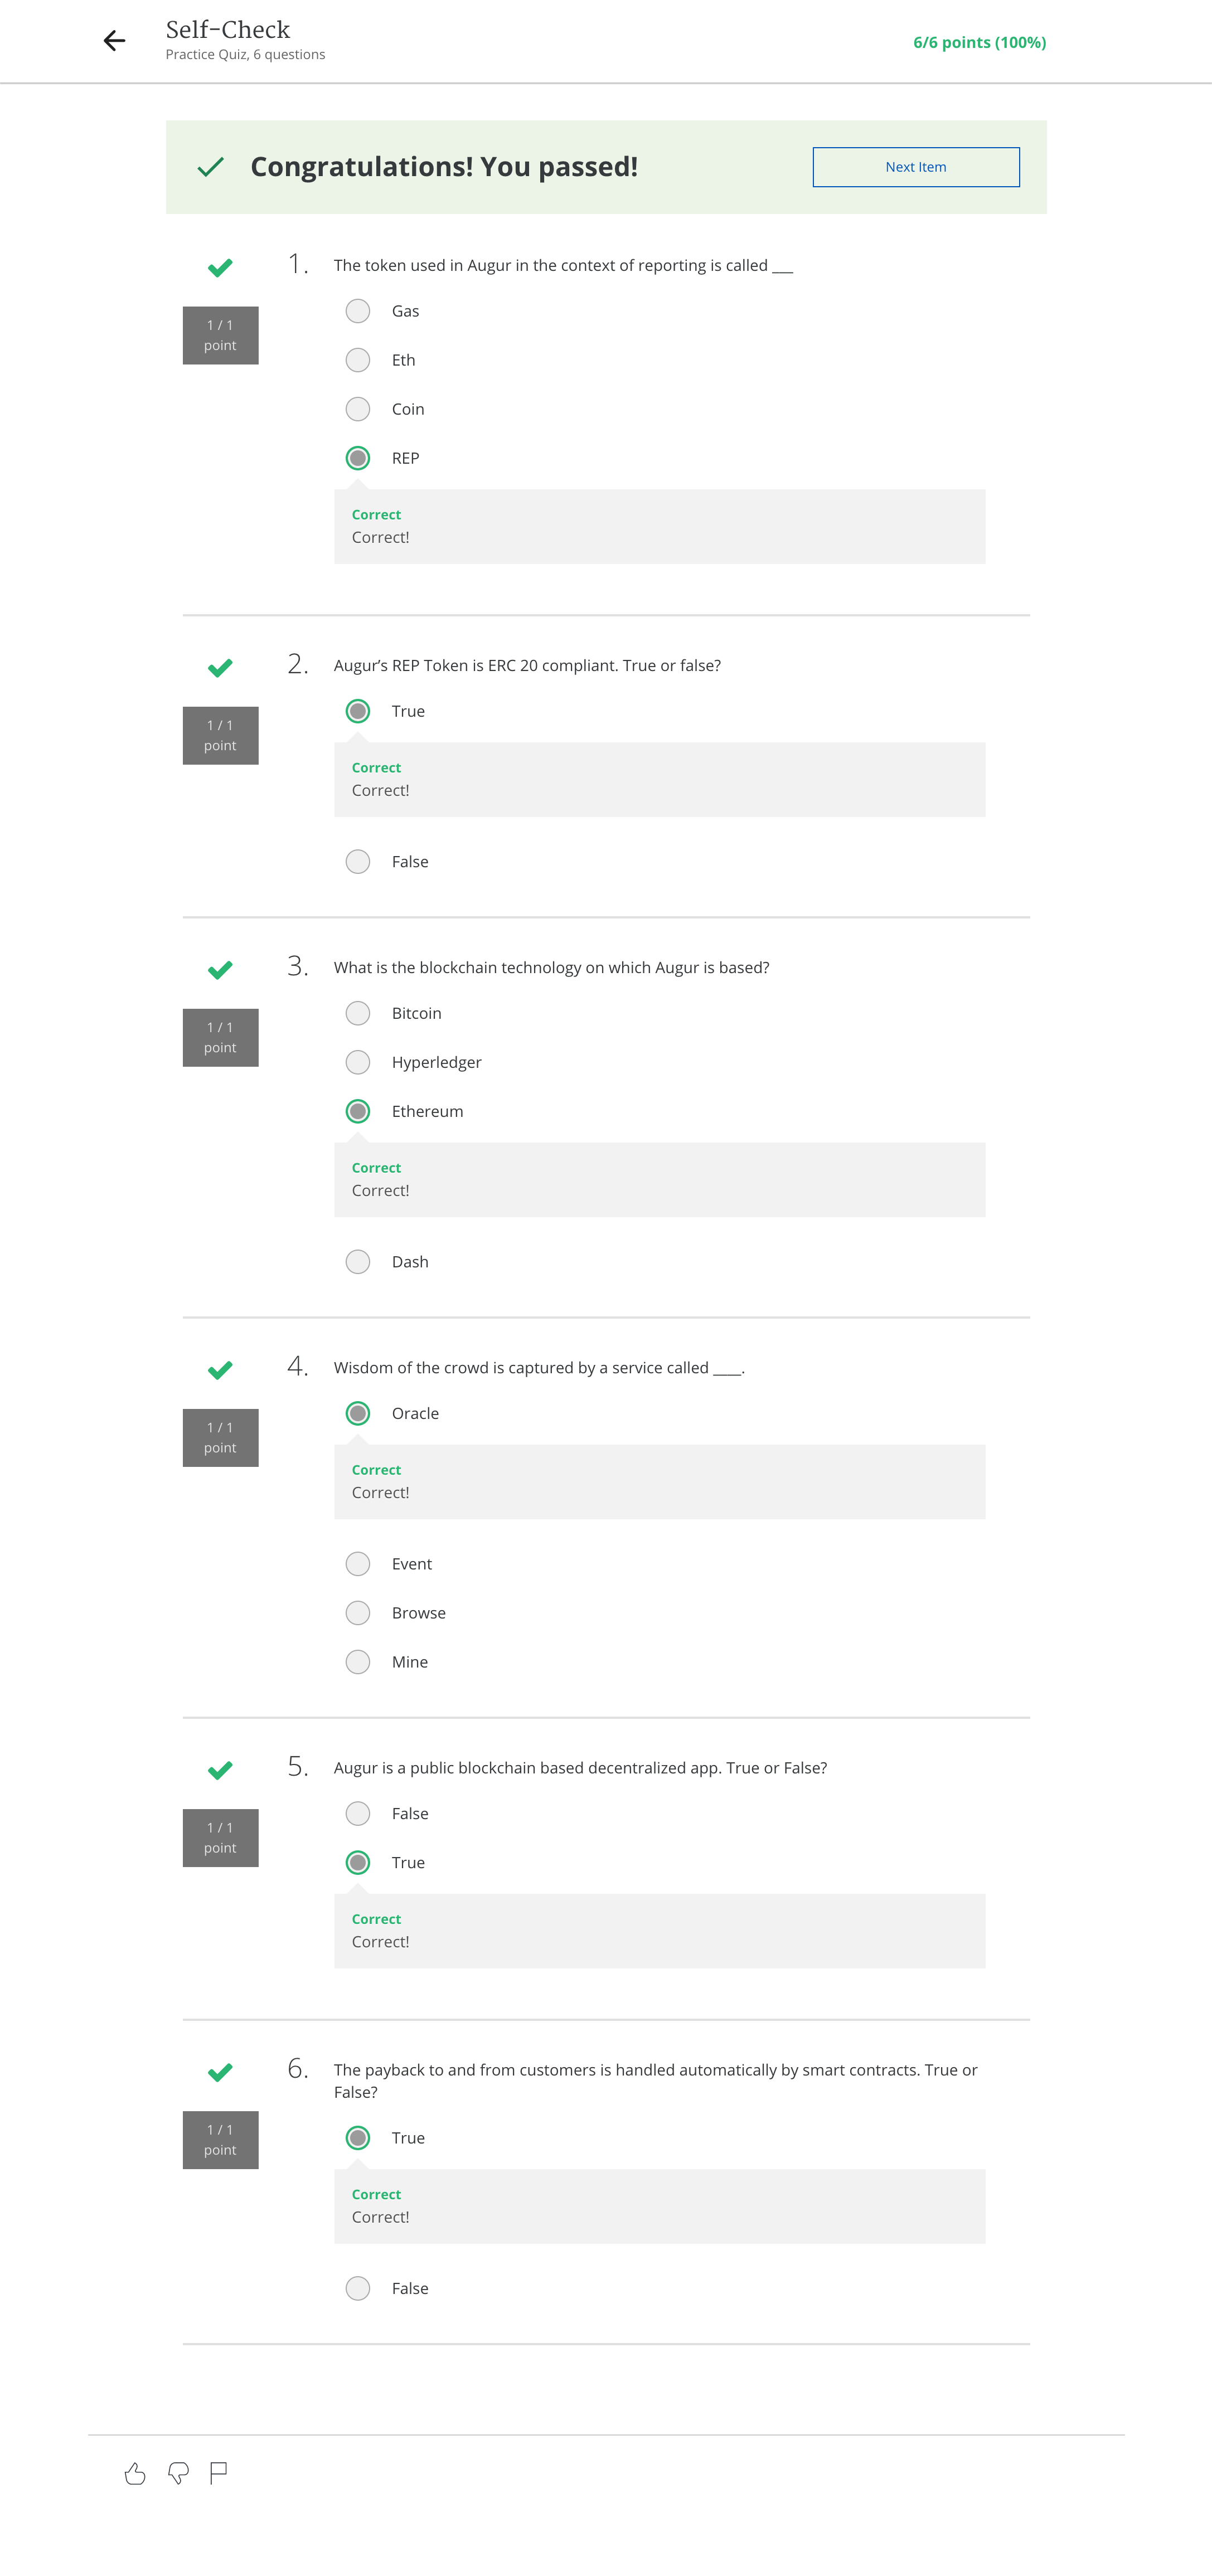 Self-Check
Practice Quiz, 6 questions
6/6 points (100%)
Congratulations! You passed!
Next Item
1 / 1
point
1.
The token used in Augur in the context of reporting is called ___
Gas
Eth
Coin
REP
Correct
Correct!
1 / 1
point
2.
Augur’s REP Token is ERC 20 compliant. True or false?
True
Correct
Correct!
False
1 / 1
point
3.
What is the blockchain technology on which Augur is based?
Bitcoin
Hyperledger
Ethereum
Correct
Correct!
Dash
1 / 1
point
4.
Wisdom of the crowd is captured by a service called ____.
Oracle
Correct
Correct!
Event
Browse
Mine
1 / 1
point
5.
Augur is a public blockchain based decentralized app. True or False?
False
True
Correct
Correct!
1 / 1
point
6.
The payback to and from customers is handled automatically by smart contracts. True or
False?
True
Correct
Correct!
False